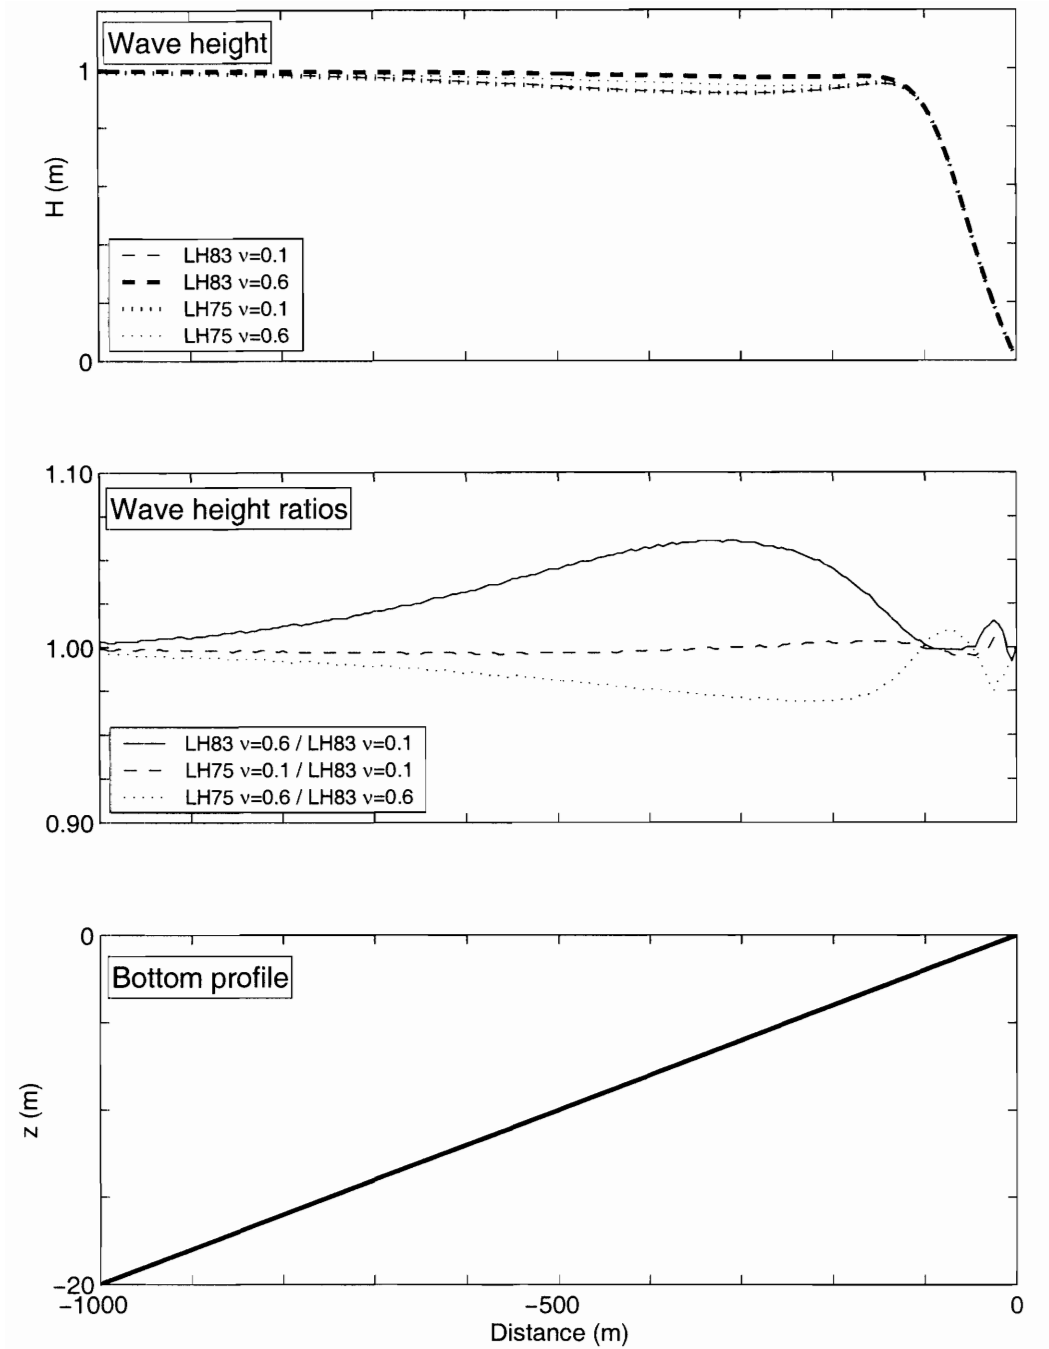 Wave height
1
H (m)
LH83 ν=0.1
LH83 ν=0.6
LH75 ν=0.1
LH75 ν=0.6
0
1.10
Wave height ratios
1.00
LH83 ν=0.6 / LH83 ν=0.1
LH75 ν=0.1 / LH83 ν=0.1
LH75 ν=0.6 / LH83 ν=0.6
0.90
0
Bottom profile
z (m)
−20
−1000 −500 0
Distance (m)